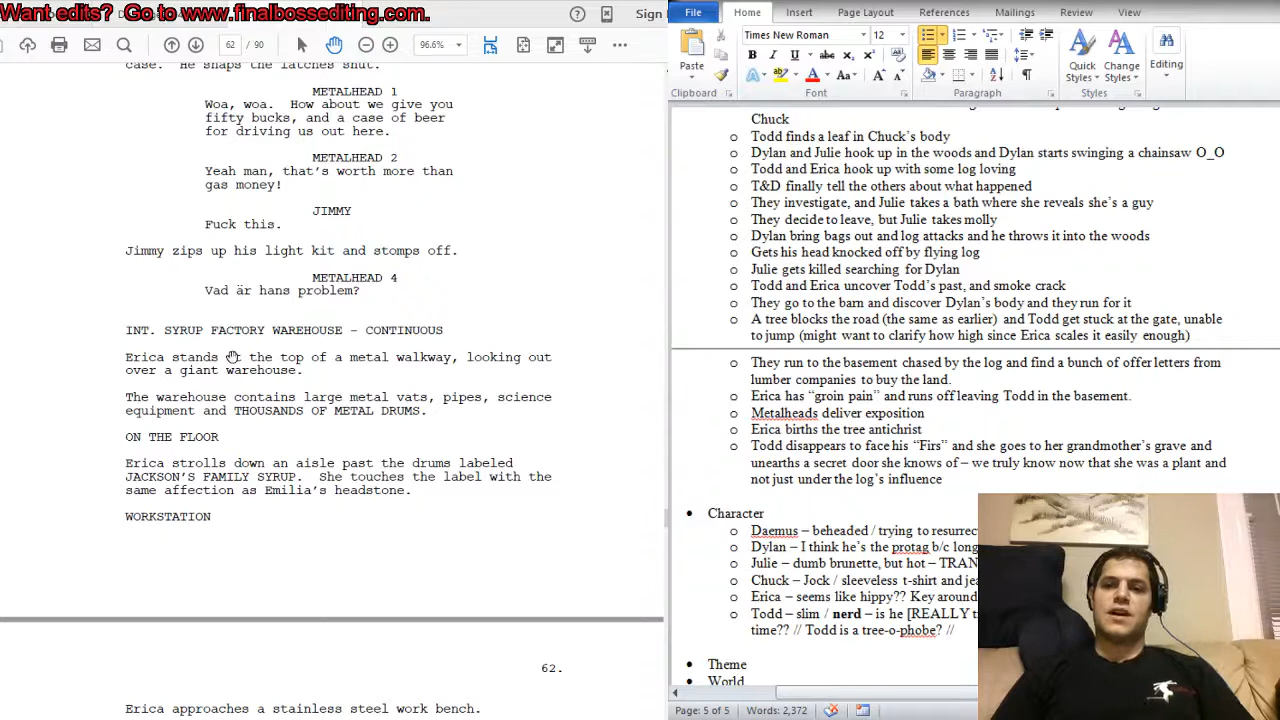 Want edits? Go to www.finalbossediting.com.
Sign
62
96.6%
case. He snaps the latches shut.
METALHEAD 1
Woa, woa. How about we give you
fifty bucks, and a case of beer
for driving us out here.
METALHEAD 2
Yeah man, that's worth more than
gas money!
JIMMY
Fuck this.
Jimmy zips up his light kit and stomps off.
METALHEAD 4
Vad är hans problem?
INT. SYRUP FACTORY WAREHOUSE - CONTINUOUS
Erica stands at the top of a metal walkway, looking out
over a giant warehouse.
The warehouse contains large metal vats, pipes, science
equipment and THOUSANDS OF METAL DRUMS.
ON THE FLOOR
Erica strolls down an aisle past the drums labeled
JACKSON'S FAMILY SYRUP. She touches the label with the
same affection as Emilia's headstone.
WORKSTATION
62.
Erica approaches a stainless steel work bench.
File Home Insert Page Layout References Mailings Review View
Times New Roman 12
Paste
Quick Styles
Change Styles
Editing
Clipboard Font Paragraph Styles
Chuck
o Todd finds a leaf in Chuck's body
o Dylan and Julie hook up in the woods and Dylan starts swinging a chainsaw O_O
o Todd and Erica hook up with some log loving
o T&D finally tell the others about what happened
o They investigate, and Julie takes a bath where she reveals she's a guy
o They decide to leave, but Julie takes molly
o Dylan bring bags out and log attacks and he throws it into the woods
o Gets his head knocked off by flying log
o Julie gets killed searching for Dylan
o Todd and Erica uncover Todd's past, and smoke crack
o They go to the barn and discover Dylan's body and they run for it
o A tree blocks the road (the same as earlier) and Todd get stuck at the gate, unable
to jump (might want to clarify how high since Erica scales it easily enough)
o They run to the basement chased by the log and find a bunch of offer letters from
lumber companies to buy the land.
o Erica has "groin pain" and runs off leaving Todd in the basement.
o Metalheads deliver exposition
o Erica births the tree antichrist
o Todd disappears to face his "Firs" and she goes to her grandmother's grave and
unearths a secret door she knows of – we truly know now that she was a plant and
not just under the log's influence
• Character
o Daemus – beheaded / trying to resurrec
o Dylan – I think he's the protag b/c long
o Julie – dumb brunette, but hot – TRAN
o Chuck – Jock / sleeveless t-shirt and jea
o Erica – seems like hippy?? Key around
o Todd – slim / nerd – is he [REALLY t
time?? // Todd is a tree-o-phobe? //
• Theme
• World
Page: 5 of 5 Words: 2,372